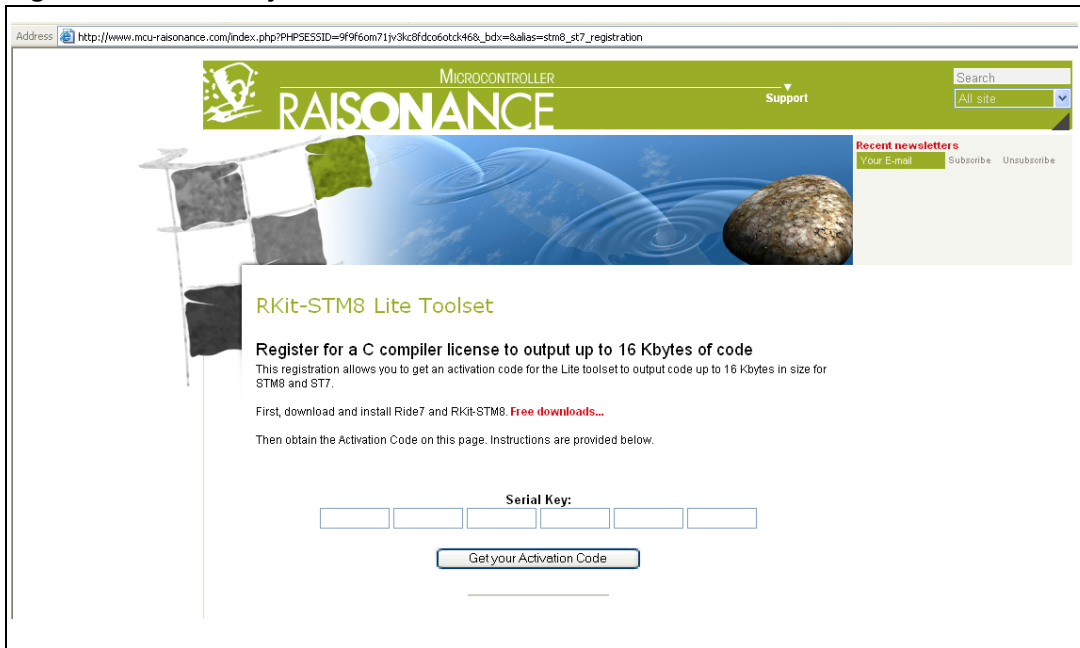 Address http://www.mcu-raisonance.com/index.php?PHPSESSID=9f9f6om71jv3kc8fdco6otck46&_bdx=&alias=stm8_st7_registration
MICROCONTROLLER
RAISONANCE
Support
Search
All site
Recent newsletters
Your E-mail Subscribe Unsubscribe
RKit-STM8 Lite Toolset
Register for a C compiler license to output up to 16 Kbytes of code
This registration allows you to get an activation code for the Lite toolset to output code up to 16 Kbytes in size for
STM8 and ST7.
First, download and install Ride7 and RKit-STM8. Free downloads...
Then obtain the Activation Code on this page. Instructions are provided below.
Serial Key:
Get your Activation Code